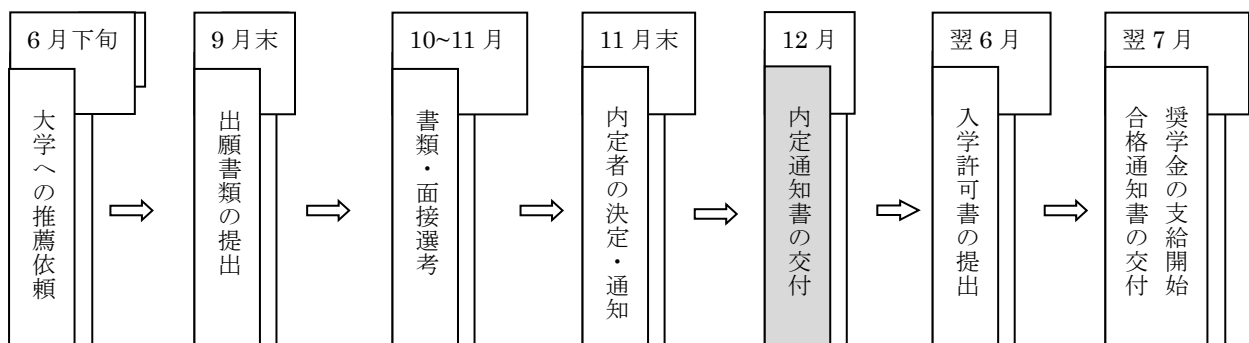 6月下旬
大学への推薦依頼
9月末
出願書類の提出
10~11月
書類・面接選考
11月末
内定者の決定・通知
12月
内定通知書の交付
翌6月
入学許可書の提出
翌7月
奨学金の支給開始
合格通知書の交付